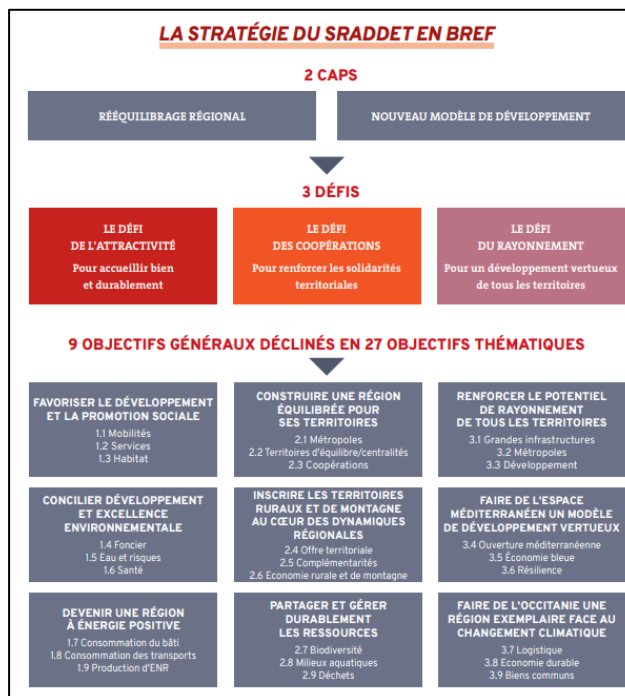 LA STRATÉGIE DU SRADDET EN BREF
2 CAPS
RÉÉQUILIBRAGE RÉGIONAL
NOUVEAU MODÈLE DE DÉVELOPPEMENT
3 DÉFIS
LE DÉFI
DE L'ATTRACTIVITÉ
Pour accueillir bien
et durablement
LE DÉFI
DES COOPÉRATIONS
Pour renforcer les solidarités
territoriales
LE DÉFI
DU RAYONNEMENT
Pour un développement vertueux
de tous les territoires
9 OBJECTIFS GÉNÉRAUX DÉCLINÉS EN 27 OBJECTIFS THÉMATIQUES
FAVORISER LE DÉVELOPPEMENT
ET LA PROMOTION SOCIALE
1.1 Mobilités
1.2 Services
1.3 Habitat
CONSTRUIRE UNE RÉGION
ÉQUILIBRÉE POUR
SES TERRITOIRES
2.1 Métropoles
2.2 Territoires d'équilibre/centralités
2.3 Coopérations
RENFORCER LE POTENTIEL
DE RAYONNEMENT
DE TOUS LES TERRITOIRES
3.1 Grandes infrastructures
3.2 Métropoles
3.3 Développement
CONCILIER DÉVELOPPEMENT
ET EXCELLENCE
ENVIRONNEMENTALE
1.4 Foncier
1.5 Eau et risques
1.6 Santé
INSCRIRE LES TERRITOIRES
RURAUX ET DE MONTAGNE
AU CŒUR DES DYNAMIQUES
RÉGIONALES
2.4 Offre territoriale
2.5 Complémentarités
2.6 Economie rurale et de montagne
FAIRE DE L'ESPACE
MÉDITERRANÉEN UN MODÈLE
DE DÉVELOPPEMENT VERTUEUX
3.4 Ouverture méditerranéenne
3.5 Économie bleue
3.6 Résilience
DEVENIR UNE RÉGION
À ÉNERGIE POSITIVE
1.7 Consommation du bâti
1.8 Consommation des transports
1.9 Production d'ENR
PARTAGER ET GÉRER
DURABLEMENT
LES RESSOURCES
2.7 Biodiversité
2.8 Milieux aquatiques
2.9 Déchets
FAIRE DE L'OCCITANIE UNE
RÉGION EXEMPLAIRE FACE AU
CHANGEMENT CLIMATIQUE
3.7 Logistique
3.8 Economie durable
3.9 Biens communs